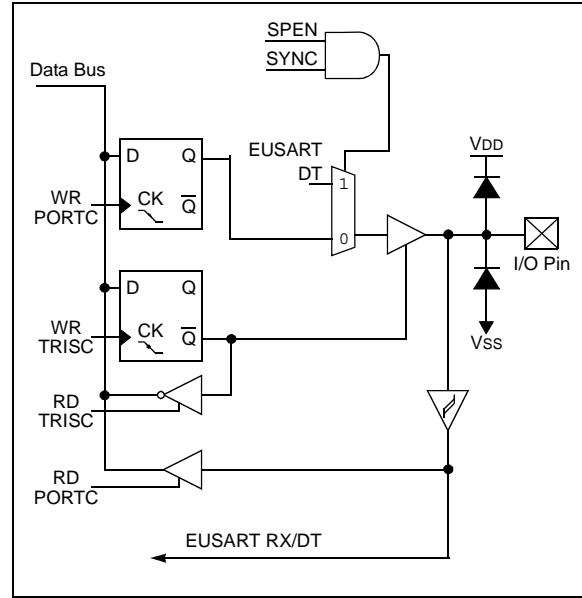 SPEN
SYNC
Data Bus
D Q
CK Q
WR
PORTC
EUSART
DT
1
0
VDD
I/O Pin
VSS
D Q
CK Q
WR
TRISC
RD
TRISC
RD
PORTC
EUSART RX/DT